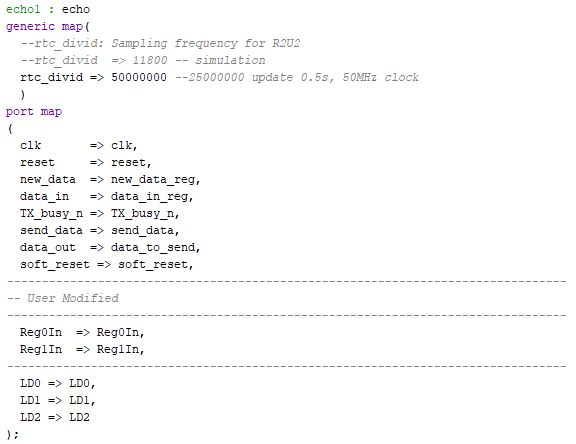 echo1 : echo
generic map(
  --rtc_divid: Sampling frequency for R2U2
  --rtc_divid  => 11800 -- simulation
  rtc_divid => 50000000 --25000000 update 0.5s, 50MHz clock
  )
port map
(
  clk       => clk,
  reset     => reset,
  new_data  => new_data_reg,
  data_in   => data_in_reg,
  TX_busy_n => TX_busy_n,
  send_data => send_data,
  data_out  => data_to_send,
  soft_reset => soft_reset,
--------------------------------------------------------------------------------
-- User Modified
--------------------------------------------------------------------------------
  Reg0In  => Reg0In,
  Reg1In  => Reg1In,
--------------------------------------------------------------------------------
  LD0 => LD0,
  LD1 => LD1,
  LD2 => LD2
);